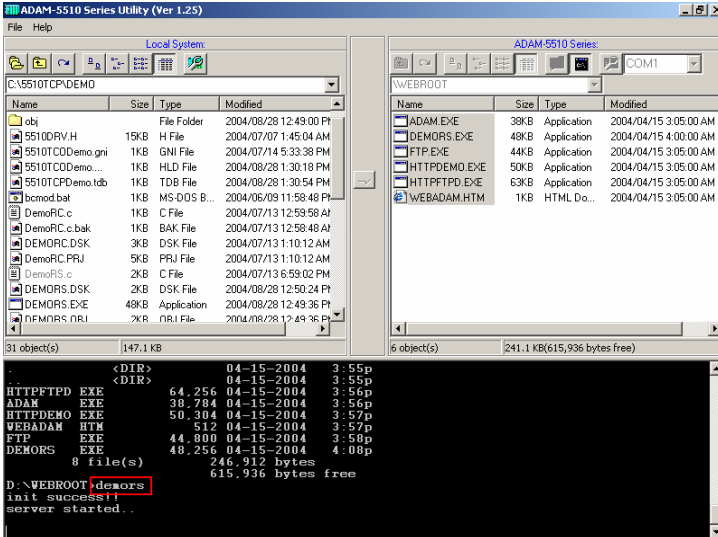 ADAM-5510 Series Utility (Ver 1.25)
File Help
Local System:
C:\5510TCP\DEMO
Name Size Type Modified
obj File Folder 2004/08/28 12:49:00 P
5510DRV.H 15KB H File 2004/07/07 1:45:04 AM
5510TCODemo.gni 1KB GNI File 2004/07/14 5:33:38 PM
5510TCODemo.... 1KB HLD File 2004/08/28 1:30:18 PM
5510TCPDemo.tdb 1KB TDB File 2004/08/28 1:30:54 PM
bcmod.bat 1KB MS-DOS B... 2004/06/09 11:58:48 P
DemoRC.c 1KB C File 2004/07/13 12:59:58 A
DemoRC.c.bak 1KB BAK File 2004/07/13 12:58:48 A
DEMORC.DSK 3KB DSK File 2004/07/13 1:10:12 AM
DemoRC.PRJ 5KB PRJ File 2004/07/13 1:10:12 AM
DemoRS.c 2KB C File 2004/07/13 6:59:02 PM
DEMORS.DSK 2KB DSK File 2004/08/28 12:50:24 P
DEMORS.EXE 48KB Application 2004/08/28 12:49:36 P
DEMORS.OBJ 2KB OBJ File 2004/08/28 12:49:36 P
31 object(s) 147.1 KB
ADAM-5510 Series:
COM1
\WEBROOT
Name Size Type Modified
ADAM.EXE 38KB Application 2004/04/15 3:05:00 AM
DEMORS.EXE 48KB Application 2004/04/15 4:00:00 AM
FTP.EXE 44KB Application 2004/04/15 3:05:00 AM
HTTPDEMO.EXE 50KB Application 2004/04/15 3:05:00 AM
HTTPFTPD.EXE 63KB Application 2004/04/15 3:05:00 AM
WEBADAM.HTM 1KB HTML Do... 2004/04/15 3:05:00 AM
6 object(s) 241.1 KB(615,936 bytes free)
. <DIR> 04-15-2004 3:55p
.. <DIR> 04-15-2004 3:55p
HTTPFTPD EXE 64,256 04-15-2004 3:56p
ADAM EXE 38,784 04-15-2004 3:56p
HTTPDEMO EXE 50,304 04-15-2004 3:57p
WEBADAM HTM 512 04-15-2004 3:57p
FTP EXE 44,800 04-15-2004 3:58p
DEMORS EXE 48,256 04-15-2004 4:08p
8 file(s) 246,912 bytes
615,936 bytes free
D:\WEBROOT>demors
init success!!
server started..